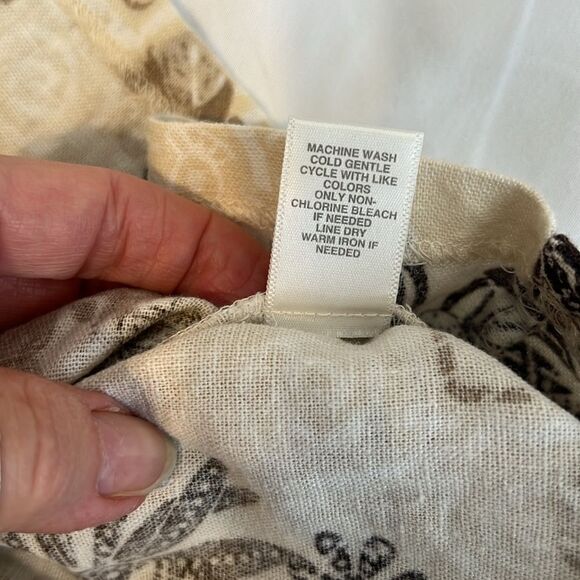 MACHINE WASH
COLD GENTLE
CYCLE WITH LIKE
COLORS
ONLY NON-
CHLORINE BLEACH
IF NEEDED
LINE DRY
WARM IRON IF
NEEDED